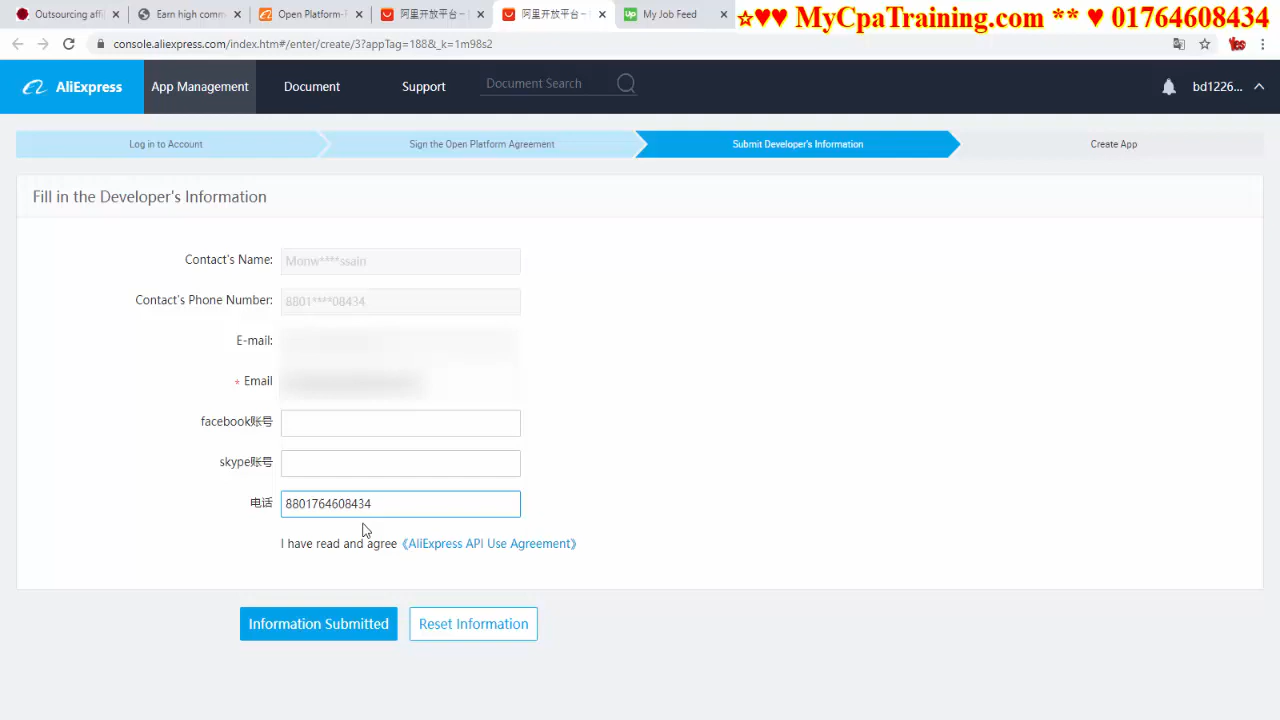 Outsourcing affi
Earn high comm
Open Platform-F
阿里开放平台 -
阿里开放平台 -
My Job Feed
☆♥♥ MyCpaTraining.com ** ♥ 01764608434
console.aliexpress.com/index.htm#/enter/create/3?appTag=188&_k=1m98s2
Yes
AliExpress
App Management
Document
Support
Document Search
bd1226...
Log in to Account
Sign the Open Platform Agreement
Submit Developer's Information
Create App
Fill in the Developer's Information
Contact's Name:
Monw****ssain
Contact's Phone Number:
8801****08434
E-mail:
* Email
facebook账号
skype账号
电话
8801764608434
I have read and agree 《AliExpress API Use Agreement》
Information Submitted
Reset Information